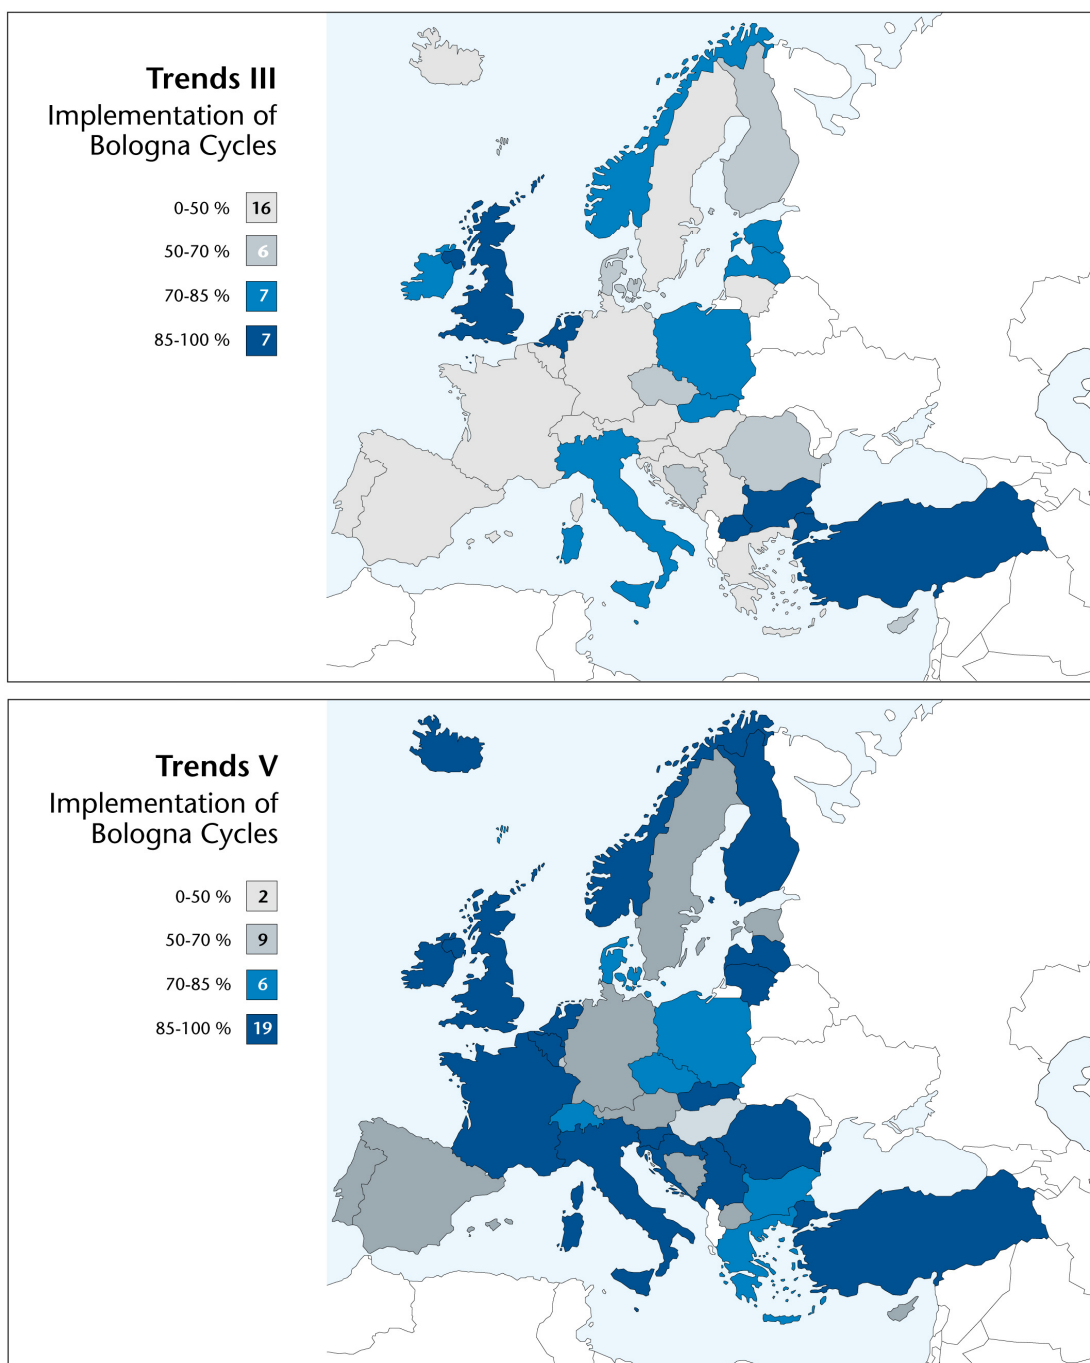 Trends III
Implementation of
Bologna Cycles
0-50 % 16
50-70 % 6
70-85 % 7
85-100 % 7
Trends V
Implementation of
Bologna Cycles
0-50 % 2
50-70 % 9
70-85 % 6
85-100 % 19